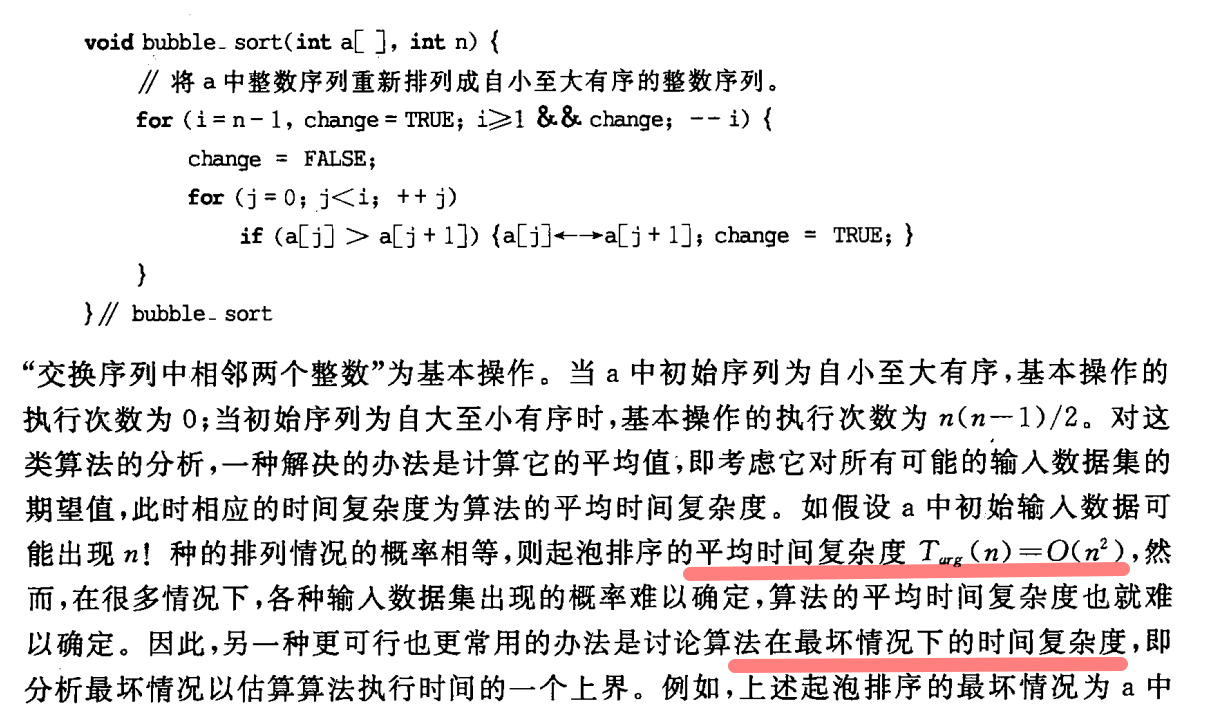 void bubble_sort(int a[ ], int n) {
// 将 a 中整数序列重新排列成自小至大有序的整数序列。
for (i=n-1, change=TRUE; i≥1 && change; --i) {
change = FALSE;
for (j=0; j<i; ++j)
if (a[j] > a[j+1]) {a[j]←→a[j+1]; change = TRUE; }
}
}// bubble_sort
“交换序列中相邻两个整数”为基本操作。当 a 中初始序列为自小至大有序,基本操作的
执行次数为 0;当初始序列为自大至小有序时,基本操作的执行次数为 n(n-1)/2。对这
类算法的分析,一种解决的办法是计算它的平均值,即考虑它对所有可能的输入数据集的
期望值,此时相应的时间复杂度为算法的平均时间复杂度。如假设 a 中初始输入数据可
能出现 n! 种的排列情况的概率相等,则起泡排序的平均时间复杂度 Tavg(n)=O(n²),然
而,在很多情况下,各种输入数据集出现的概率难以确定,算法的平均时间复杂度也就难
以确定。因此,另一种更可行也更常用的办法是讨论算法在最坏情况下的时间复杂度,即
分析最坏情况以估算算法执行时间的一个上界。例如,上述起泡排序的最坏情况为 a 中